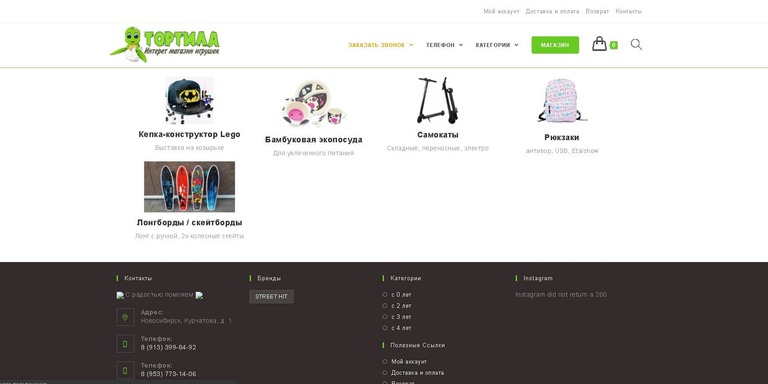 Мой аккаунт Доставка и оплата Возврат Контакты
ТОРТИЛА
Интерет магазин игрушек
ЗАКАЗАТЬ ЗВОНОК ТЕЛЕФОН КАТЕГОРИИ МАГАЗИН 0
Кепка-конструктор Lego
Выставка на козырьке
Бамбуковая экопосуда
Для увлеченного питания
Самокаты
Складные, переносные, электро
Рюкзаки
антивор, USB, Etaisnow
Лонгборды / скейтборды
Лонг с ручкой, 2х-колесные скейты
Контакты
С радостью поможем
Адрес:
Новосибирск, Курчатова, д. 1
Телефон:
8 (913) 399-84-92
Телефон:
8 (953) 773-14-06
Бренды
STREET HIT
Категории
с 0 лет
с 2 лет
с 3 лет
с 4 лет
Полезные Ссылки
Мой аккаунт
Доставка и оплата
Возврат
Instagram
Instagram did not return a 200.